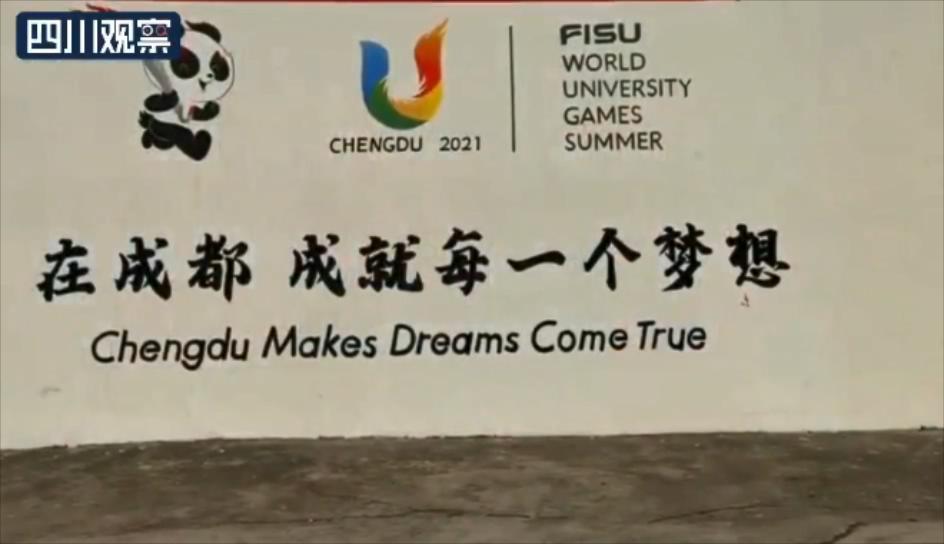 四川观察
CHENGDU 2021
FISU
WORLD
UNIVERSITY
GAMES
SUMMER
在成都 成就每一个梦想
Chengdu Makes Dreams Come True